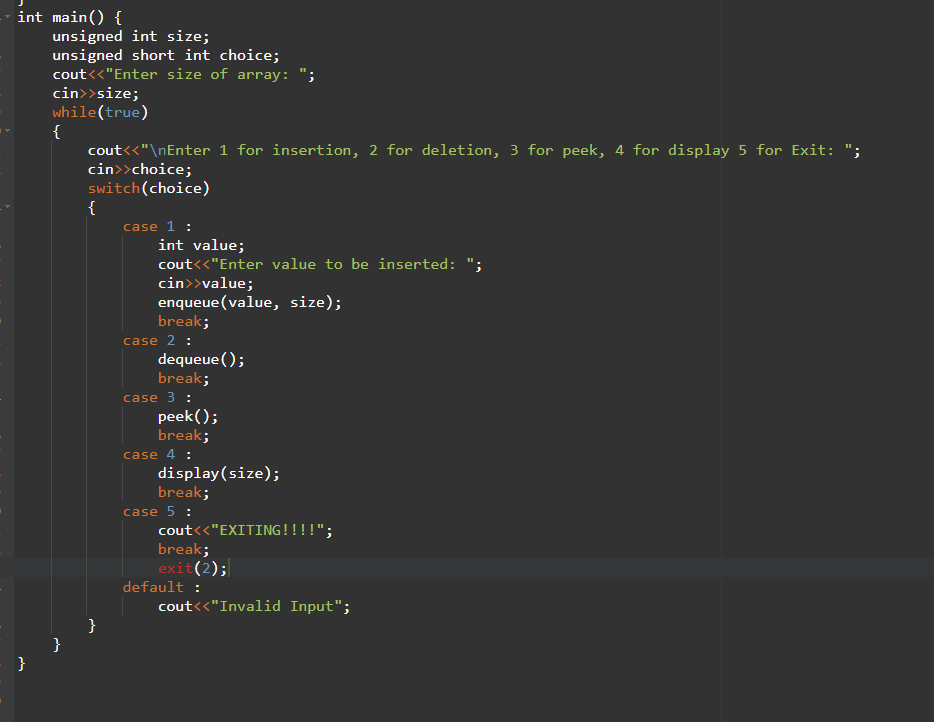 }
int main() {
    unsigned int size;
    unsigned short int choice;
    cout<<"Enter size of array: ";
    cin>>size;
    while(true)
    {
        cout<<"\nEnter 1 for insertion, 2 for deletion, 3 for peek, 4 for display 5 for Exit: ";
        cin>>choice;
        switch(choice)
        {
            case 1 :
                int value;
                cout<<"Enter value to be inserted: ";
                cin>>value;
                enqueue(value, size);
                break;
            case 2 :
                dequeue();
                break;
            case 3 :
                peek();
                break;
            case 4 :
                display(size);
                break;
            case 5 :
                cout<<"EXITING!!!!";
                break;
                exit(2);
            default :
                cout<<"Invalid Input";
        }
    }
}